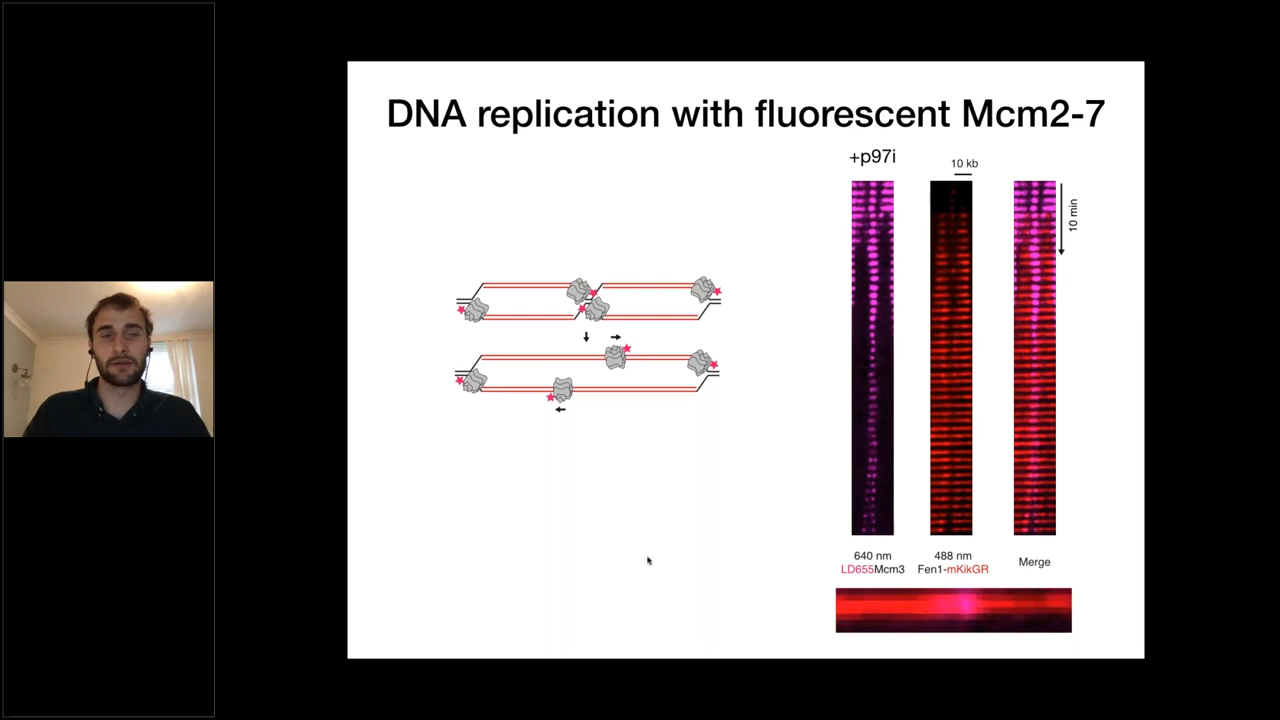 DNA replication with fluorescent Mcm2-7
+p97i
10 kb
10 min
640 nm
LD655Mcm3
488 nm
Fen1-mKikGR
Merge